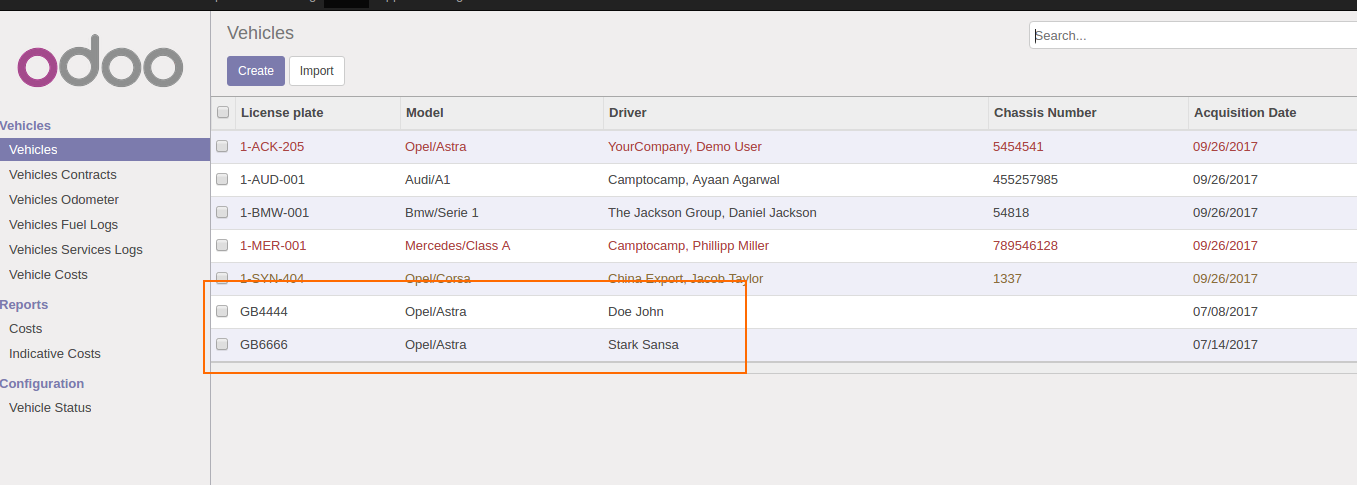 odoo
Vehicles
Vehicles
Vehicles Contracts
Vehicles Odometer
Vehicles Fuel Logs
Vehicles Services Logs
Vehicle Costs
Reports
Costs
Indicative Costs
Configuration
Vehicle Status
Vehicles
Search...
Create Import
License plate Model Driver Chassis Number Acquisition Date
1-ACK-205 Opel/Astra YourCompany, Demo User 5454541 09/26/2017
1-AUD-001 Audi/A1 Camptocamp, Ayaan Agarwal 455257985 09/26/2017
1-BMW-001 Bmw/Serie 1 The Jackson Group, Daniel Jackson 54818 09/26/2017
1-MER-001 Mercedes/Class A Camptocamp, Phillipp Miller 789546128 09/26/2017
1-SYN-404 Opel/Corsa China Export, Jacob Taylor 1337 09/26/2017
GB4444 Opel/Astra Doe John 07/08/2017
GB6666 Opel/Astra Stark Sansa 07/14/2017